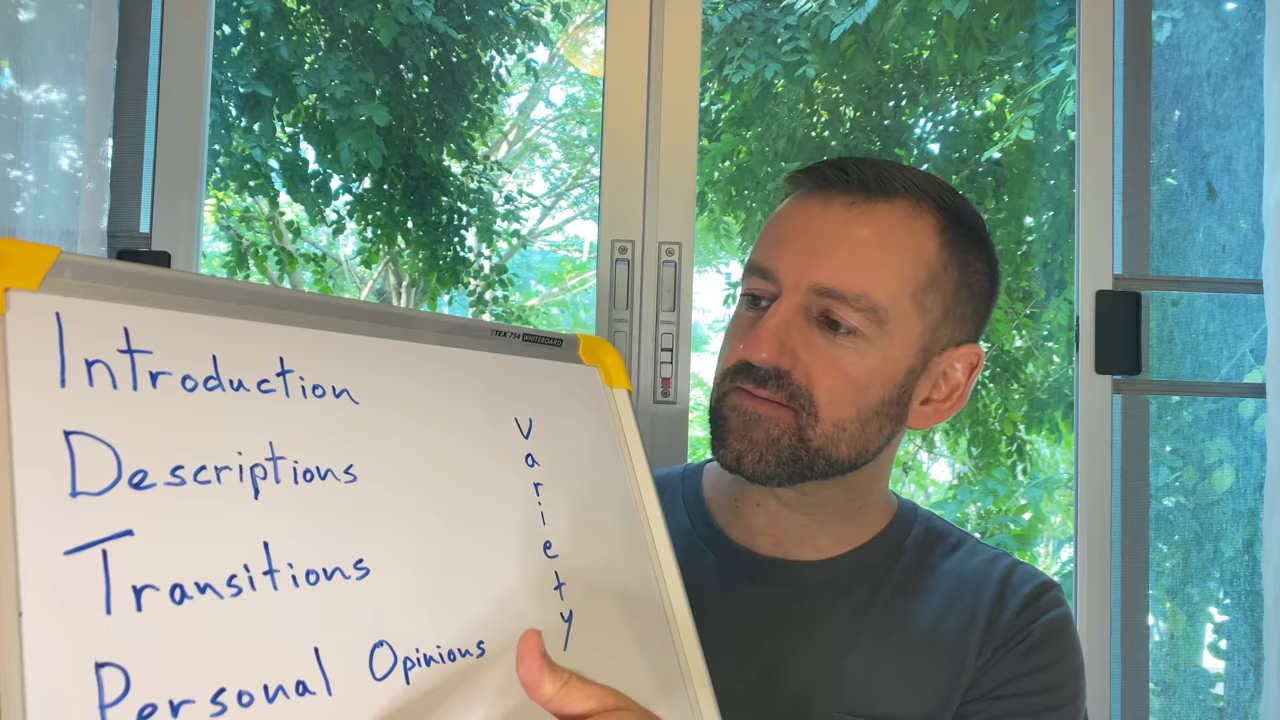 TEX 754 WHITEBOARD
Introduction
Descriptions
Transitions
Personal Opinions
variety